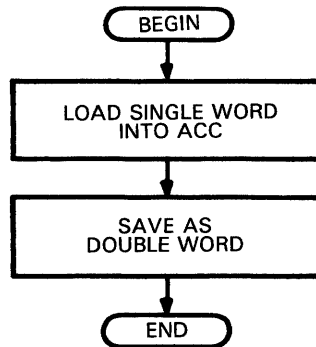 BEGIN
LOAD SINGLE WORD
INTO ACC
SAVE AS
DOUBLE WORD
END